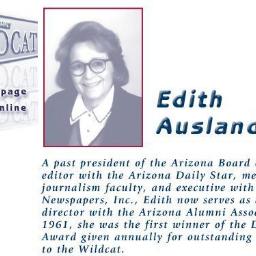 page
nline
Edith
Ausland
A past president of the Arizona Board
editor with the Arizona Daily Star, me
journalism faculty, and executive with
Newspapers, Inc., Edith now serves as
director with the Arizona Alumni Assoc
1961, she was the first winner of the
Award given annually for outstanding
to the Wildcat.